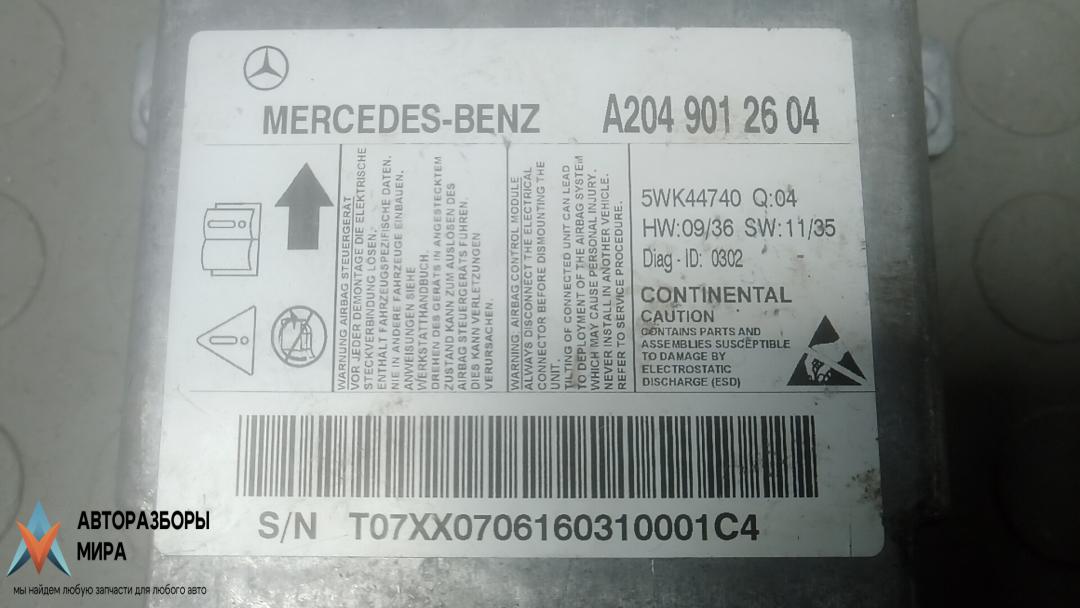 MERCEDES-BENZ
A204 901 26 04
WARNUNG AIRBAG STEUERGERÄT
VOR JEDER DEMONTAGE DIE ELEKTRISCHE
STECKVERBINDUNG LÖSEN.
ENTHÄLT FAHRZEUGSPEZIFISCHE DATEN.
NIE IN ANDERE FAHRZEUGE EINBAUEN.
ANWEISUNGEN SIEHE
WERKSTATTHANDBUCH.
DREHEN DES GERÄTS IN ANGESTECKTEM
ZUSTAND KANN ZUM AUSLÖSEN DES
AIRBAG STEUERGERÄTS FÜHREN.
DIES KANN VERLETZUNGEN
VERURSACHEN.
WARNING, AIRBAG CONTROL MODULE
ALWAYS DISCONNECT THE ELECTRICAL
CONNECTOR BEFORE DISMOUNTING THE
UNIT.
TILTING OF CONNECTED UNIT CAN LEAD
TO DEPLOYMENT OF THE AIRBAG SYSTEM
WHICH MAY CAUSE PERSONAL INJURY.
NEVER INSTALL IN ANOTHER VEHICLE.
REFER TO SERVICE PROCEDURE.
5WK44740 Q:04
HW:09/36 SW:11/35
Diag - ID: 0302
CONTINENTAL
CAUTION
CONTAINS PARTS AND
ASSEMBLIES SUSCEPTIBLE
TO DAMAGE BY
ELECTROSTATIC
DISCHARGE (ESD)
S/N T07XX0706160310001C4
АВТОРАЗБОРЫ
МИРА
мы найдем любую запчасти для любого авто